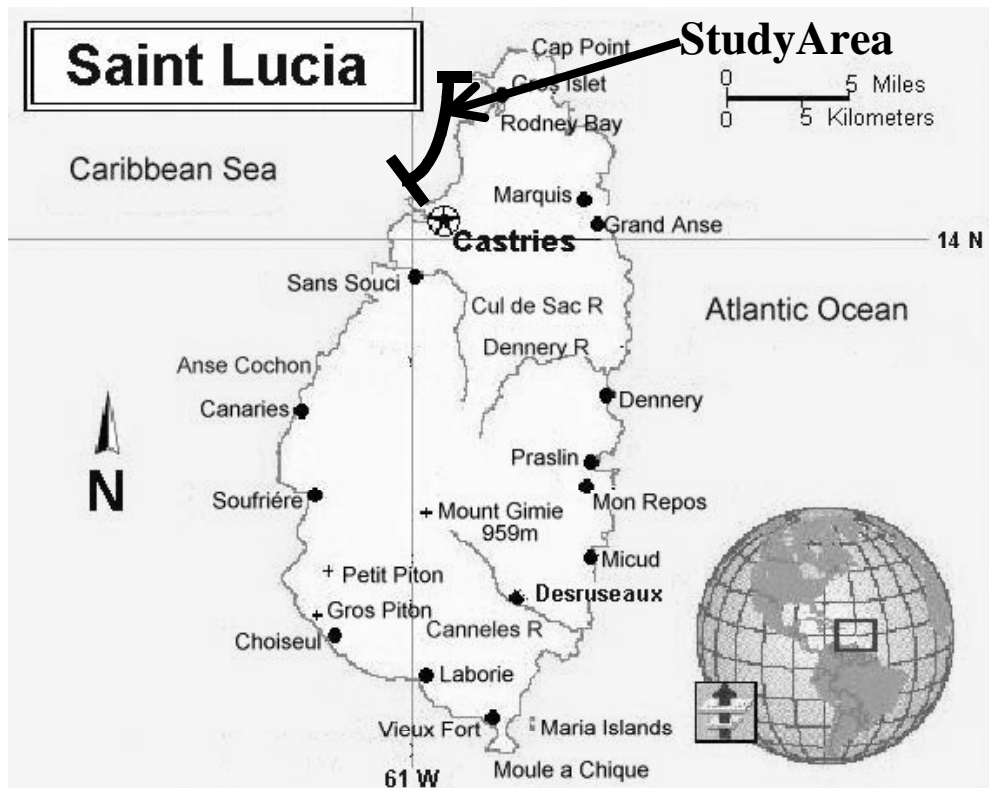 Saint Lucia
StudyArea
Cap Point
Gros Islet
0 5 Miles
0 5 Kilometers
Rodney Bay
Caribbean Sea
Marquis
Grand Anse
Castries
14 N
Sans Souci
Cul de Sac R
Atlantic Ocean
Dennery R
Anse Cochon
Canaries
Dennery
N
Praslin
Soufriére
Mon Repos
Mount Gimie
959m
Micud
Petit Piton
Desruseaux
Gros Piton
Choiseul
Canneles R
Laborie
Vieux Fort
Maria Islands
61 W
Moule a Chique